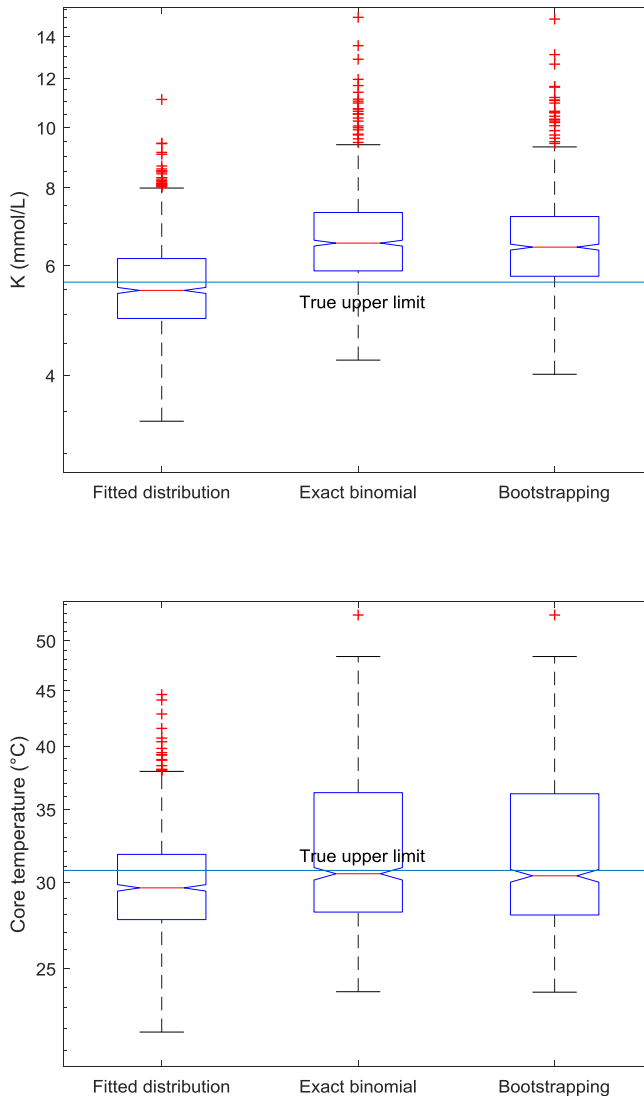 14
12
10
8
6
4
K (mmol/L)
True upper limit
Fitted distribution
Exact binomial
Bootstrapping
50
45
40
35
30
25
Core temperature (°C)
True upper limit
Fitted distribution
Exact binomial
Bootstrapping